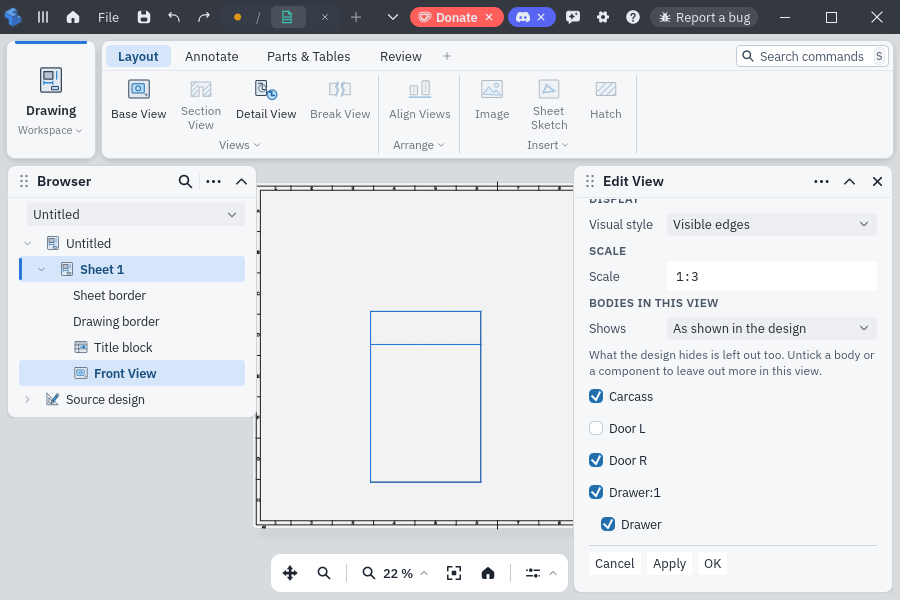 File
/
Donate
Report a bug
Drawing
Workspace
Layout
Annotate
Parts & Tables
Review
Search commands
S
Base View
Section View
Detail View
Break View
Views
Align Views
Arrange
Image
Sheet Sketch
Hatch
Insert
Browser
Untitled
Untitled
Sheet 1
Sheet border
Drawing border
Title block
Front View
Source design
22 %
Edit View
DISPLAY
Visual style
Visible edges
SCALE
Scale
1:3
BODIES IN THIS VIEW
Shows
As shown in the design
What the design hides is left out too. Untick a body or
a component to leave out more in this view.
Carcass
Door L
Door R
Drawer:1
Drawer
Cancel
Apply
OK